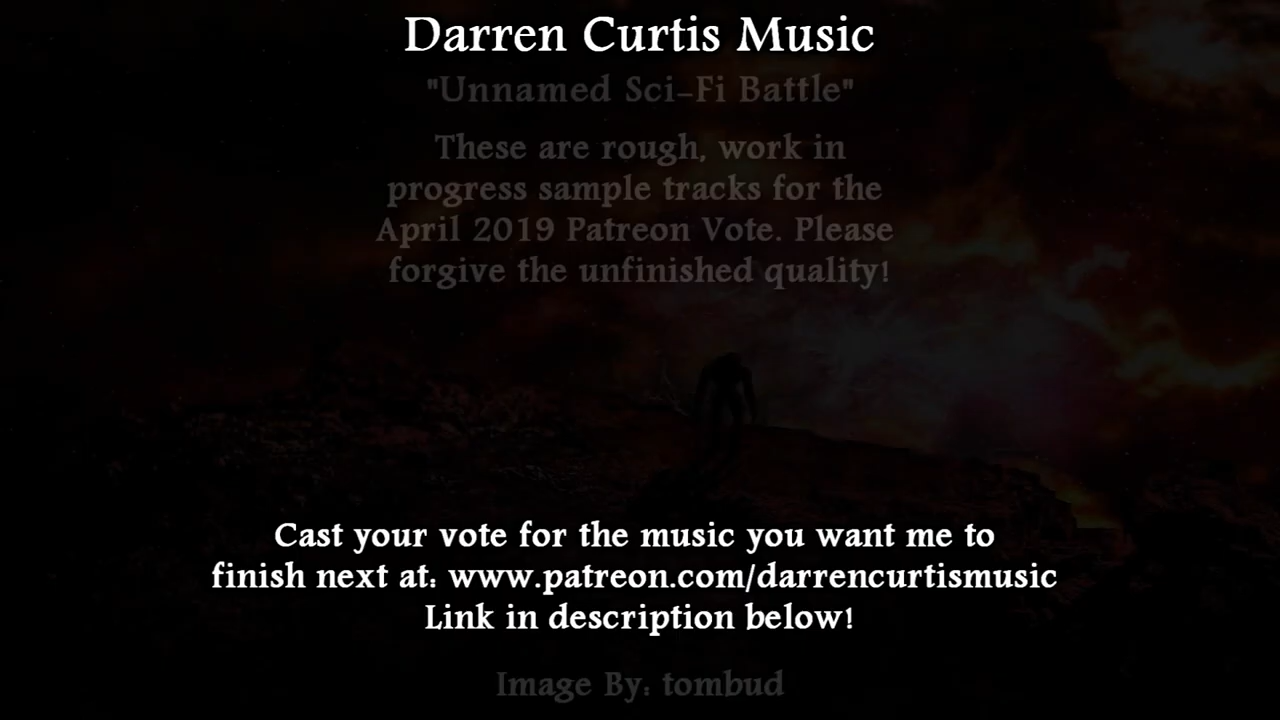 Darren Curtis Music
"Unnamed Sci-Fi Battle"
These are rough, work in
progress sample tracks for the
April 2019 Patreon Vote. Please
forgive the unfinished quality!
Cast your vote for the music you want me to
finish next at: www.patreon.com/darrencurtismusic
Link in description below!
Image By: tombud